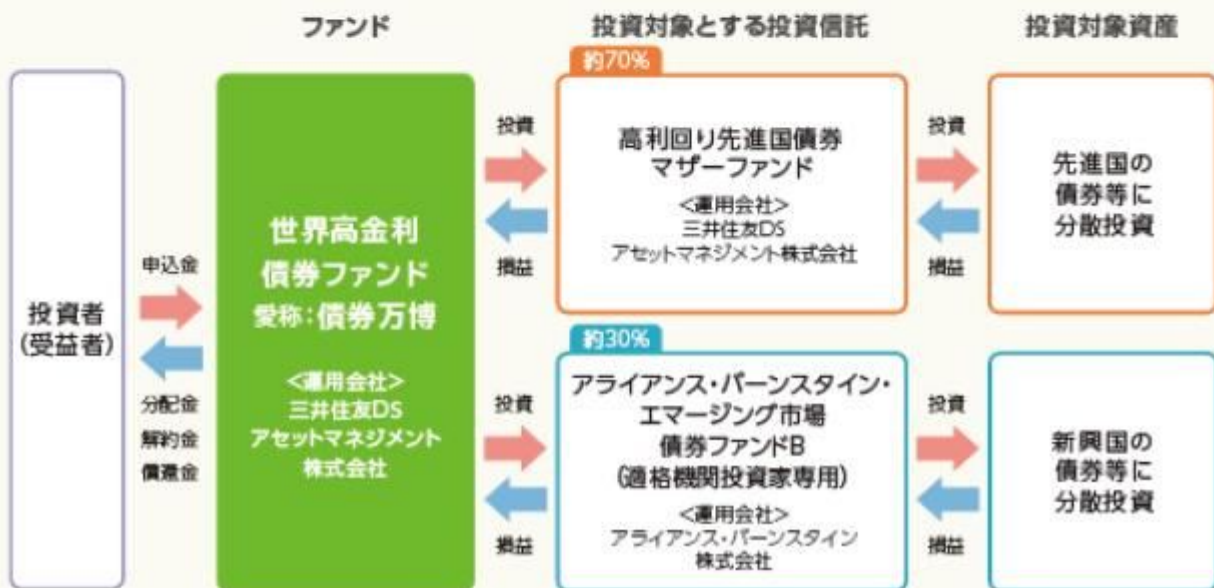 ファンド
投資対象とする投資信託
投資対象資産
投資者
(受益者)
申込金
分配金
解約金
償還金
世界高金利
債券ファンド
愛称:債券万博
<運用会社>
三井住友DS
アセットマネジメント
株式会社
投資
損益
約70%
高利回り先進国債券
マザーファンド
<運用会社>
三井住友DS
アセットマネジメント株式会社
投資
損益
先進国の
債券等に
分散投資
投資
損益
約30%
アライアンス・バーンスタイン・
エマージング市場
債券ファンドB
(適格機関投資家専用)
<運用会社>
アライアンス・バーンスタイン
株式会社
投資
損益
新興国の
債券等に
分散投資